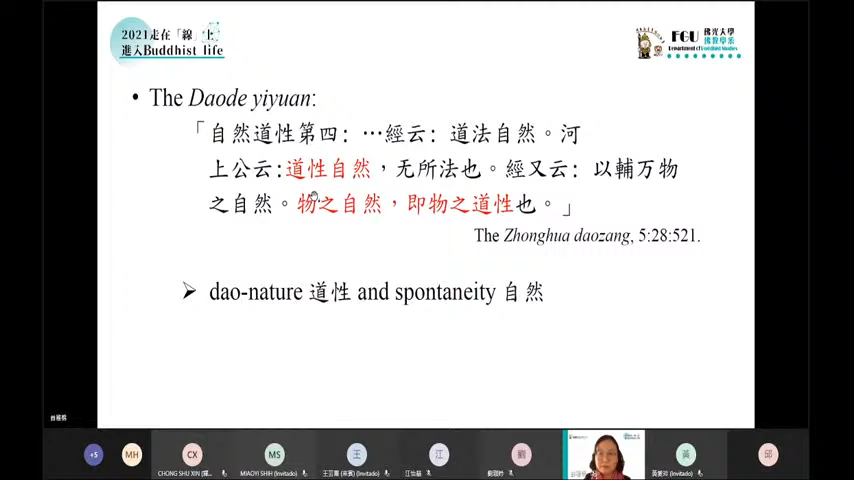 2021走在「線」上
進入Buddhist life
FGU 佛光大學
佛教學系
Department of Buddhist Studies
• The Daode yiyuan:
「自然道性第四: …經云: 道法自然。河
上公云:道性自然，无所法也。經又云: 以輔万物
之自然。物之自然，即物之道性也。」
The Zhonghua daozang, 5:28:521.
➢ dao-nature 道性 and spontaneity 自然
+5
MH
CX
MS
王
江
劉
黃
邱
CHONG SHU XIN
MIAOYI SHIH (Invitado)
(Invitado)
(Invitado)